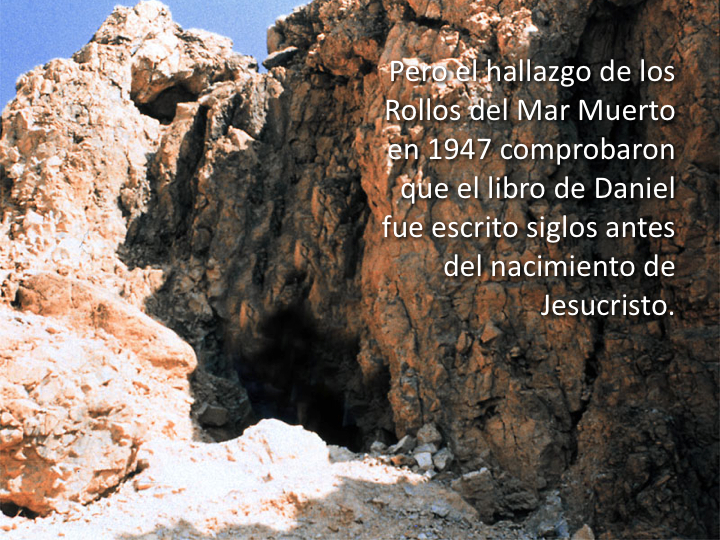 Pero el hallazgo de los
Rollos del Mar Muerto
en 1947 comprobaron
que el libro de Daniel
fue escrito siglos antes
del nacimiento de
Jesucristo.